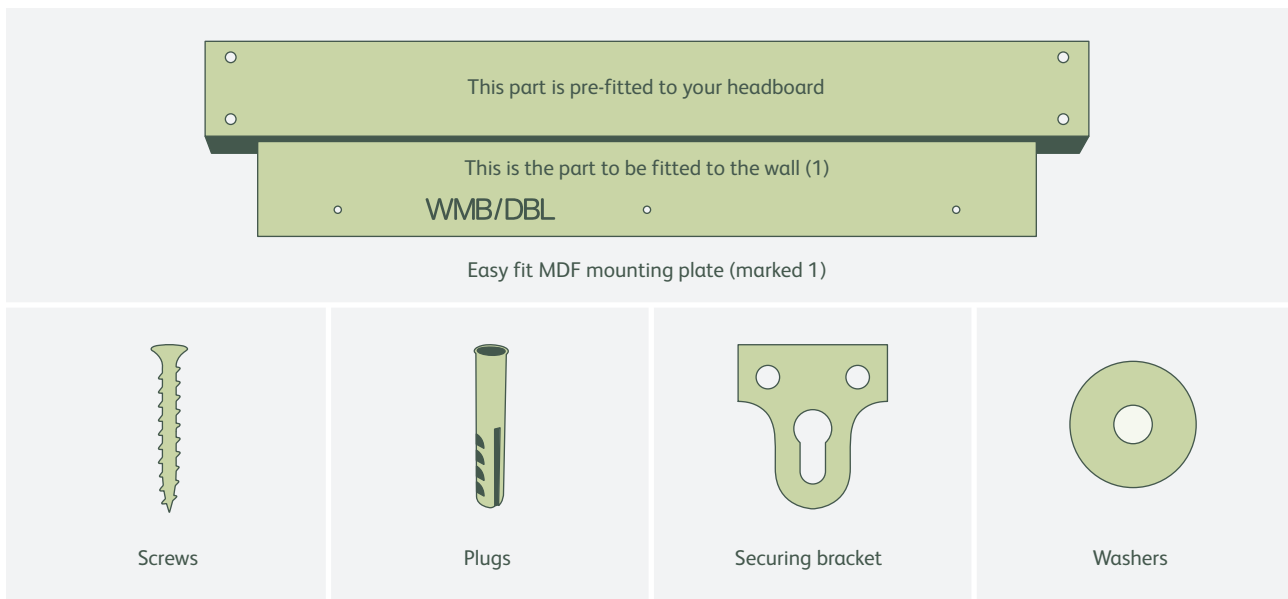 This part is pre-fitted to your headboard
This is the part to be fitted to the wall (1)
WMB/DBL
Easy fit MDF mounting plate (marked 1)
Screws
Plugs
Securing bracket
Washers